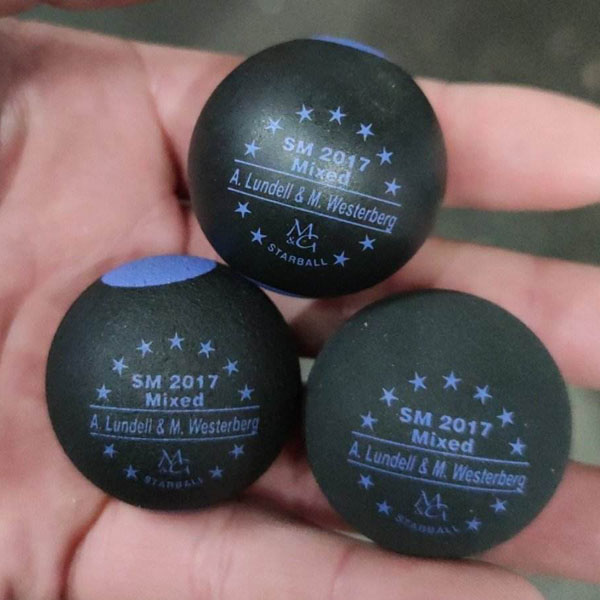 SM 2017
Mixed
A. Lundell & M. Westerberg
M&G
STARBALL
SM 2017
Mixed
A. Lundell & M. Westerberg
M&G
STARBALL
SM 2017
Mixed
A. Lundell & M. Westerberg
M&G
STARBALL